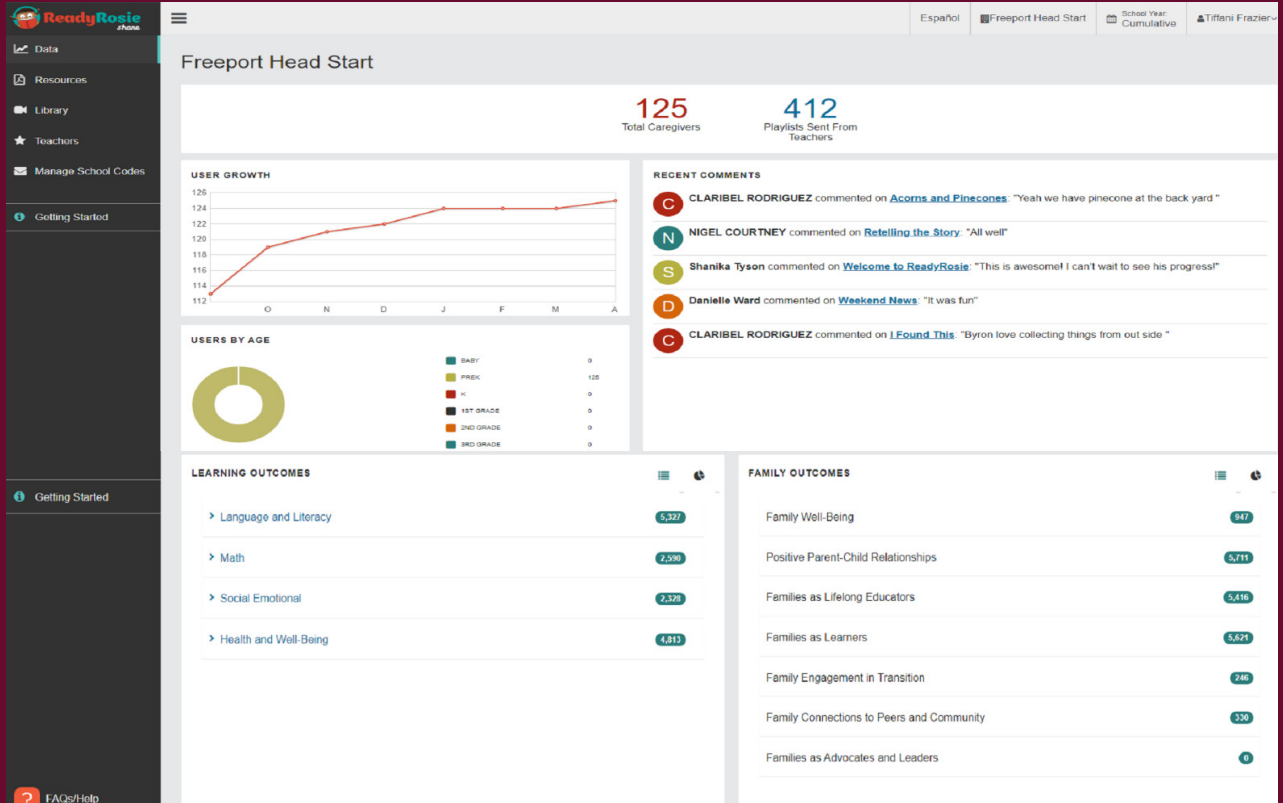 ReadyRosie
share
Español
Freeport Head Start
School Year:
Cumulative
Tiffani Frazier
Data
Resources
Library
Teachers
Manage School Codes
Getting Started
Freeport Head Start
125
Total Caregivers
412
Playlists Sent From
Teachers
USER GROWTH
126
124
122
120
118
116
114
112
O N D J F M A
USERS BY AGE
BABY 0
PREK 125
K 0
1ST GRADE 0
2ND GRADE 0
3RD GRADE 0
RECENT COMMENTS
C CLARIBEL RODRIGUEZ commented on Acorns and Pinecones: "Yeah we have pinecone at the back yard "
N NIGEL COURTNEY commented on Retelling the Story: "All well"
S Shanika Tyson commented on Welcome to ReadyRosie: "This is awesome! I can't wait to see his progress!"
D Danielle Ward commented on Weekend News: "It was fun"
C CLARIBEL RODRIGUEZ commented on I Found This: "Byron love collecting things from out side "
Getting Started
LEARNING OUTCOMES
Language and Literacy 5,327
Math 2,590
Social Emotional 2,328
Health and Well-Being 4,813
FAMILY OUTCOMES
Family Well-Being 947
Positive Parent-Child Relationships 5,711
Families as Lifelong Educators 5,416
Families as Learners 5,621
Family Engagement in Transition 246
Family Connections to Peers and Community 330
Families as Advocates and Leaders 0
? FAQs/Help